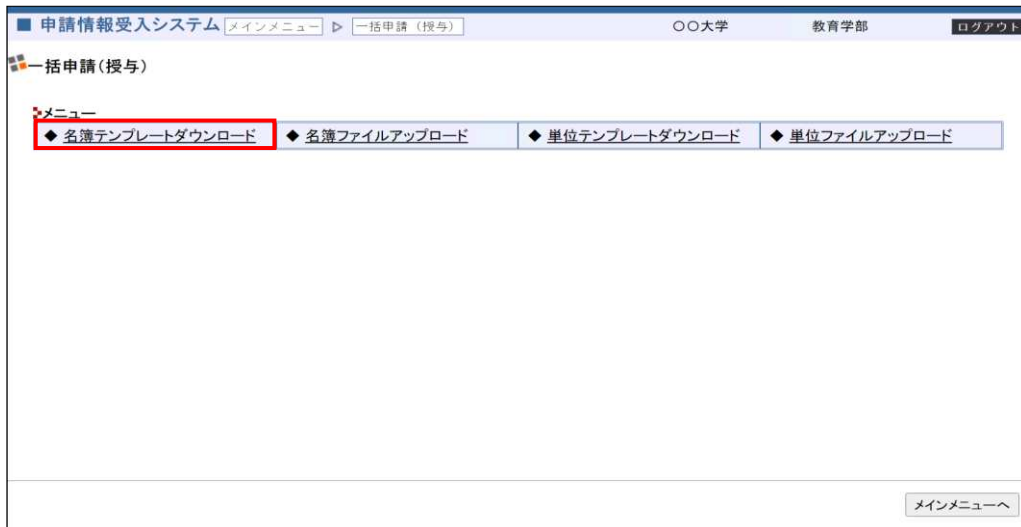 ■ 申請情報受入システム メインメニュー ▷ 一括申請（授与） 〇〇大学 教育学部 ログアウト
一括申請(授与)
メニュー
◆ 名簿テンプレートダウンロード ◆ 名簿ファイルアップロード ◆ 単位テンプレートダウンロード ◆ 単位ファイルアップロード
メインメニューへ